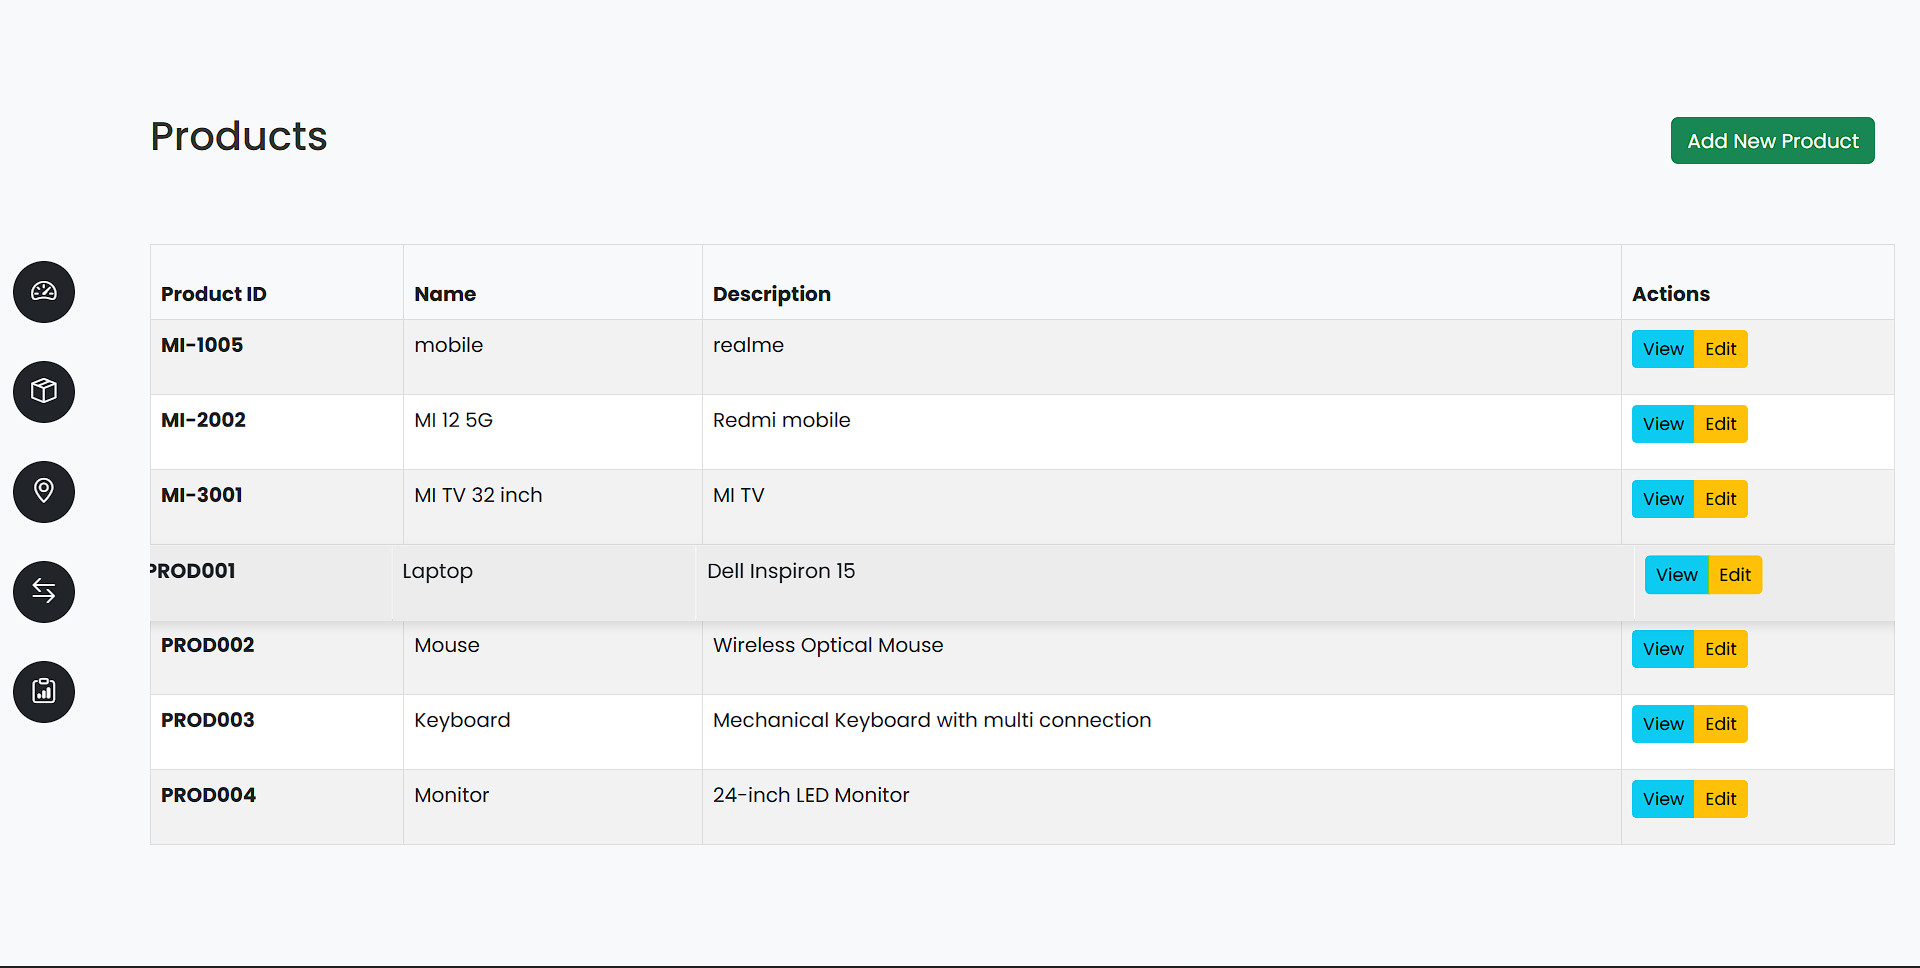 Products
Add New Product
Product ID Name Description Actions
MI-1005 mobile realme View Edit
MI-2002 MI 12 5G Redmi mobile View Edit
MI-3001 MI TV 32 inch MI TV View Edit
PROD001 Laptop Dell Inspiron 15 View Edit
PROD002 Mouse Wireless Optical Mouse View Edit
PROD003 Keyboard Mechanical Keyboard with multi connection View Edit
PROD004 Monitor 24-inch LED Monitor View Edit